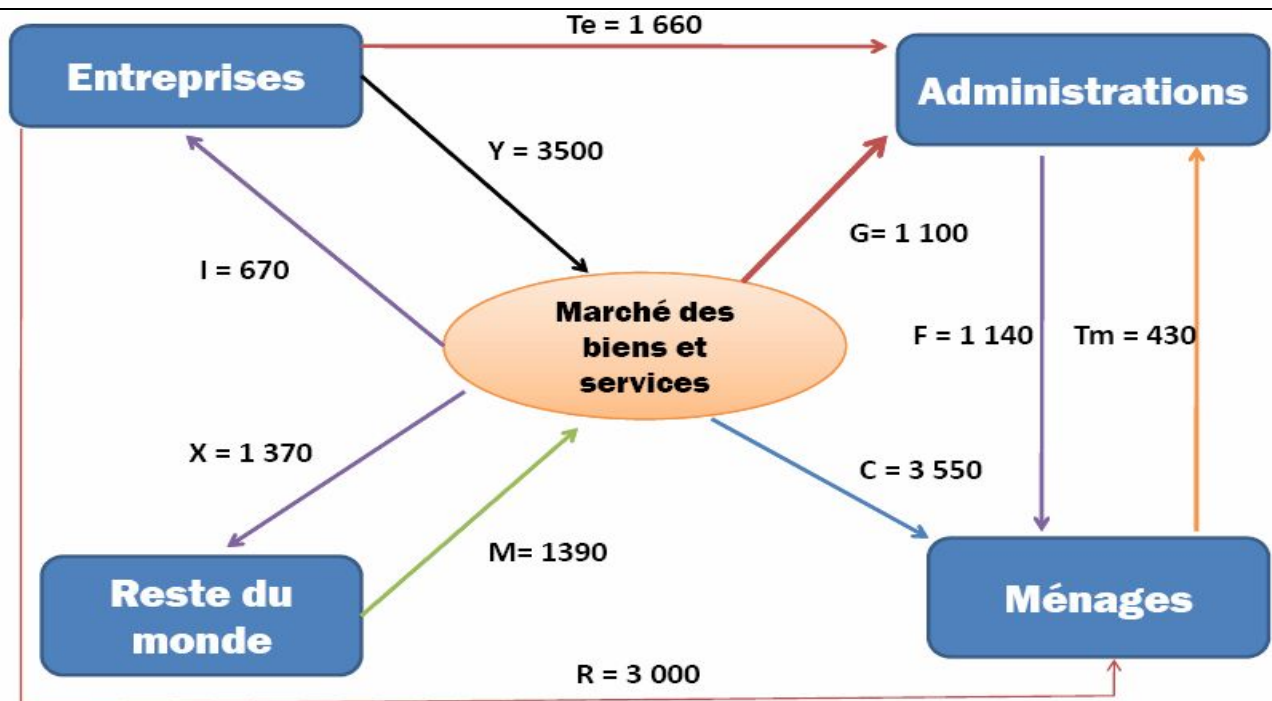 Te = 1 660
Entreprises
Administrations
Y = 3500
G= 1 100
I = 670
Marché des
biens et
services
F = 1 140
Tm = 430
X = 1 370
C = 3 550
M= 1390
Reste du
monde
Ménages
R = 3 000